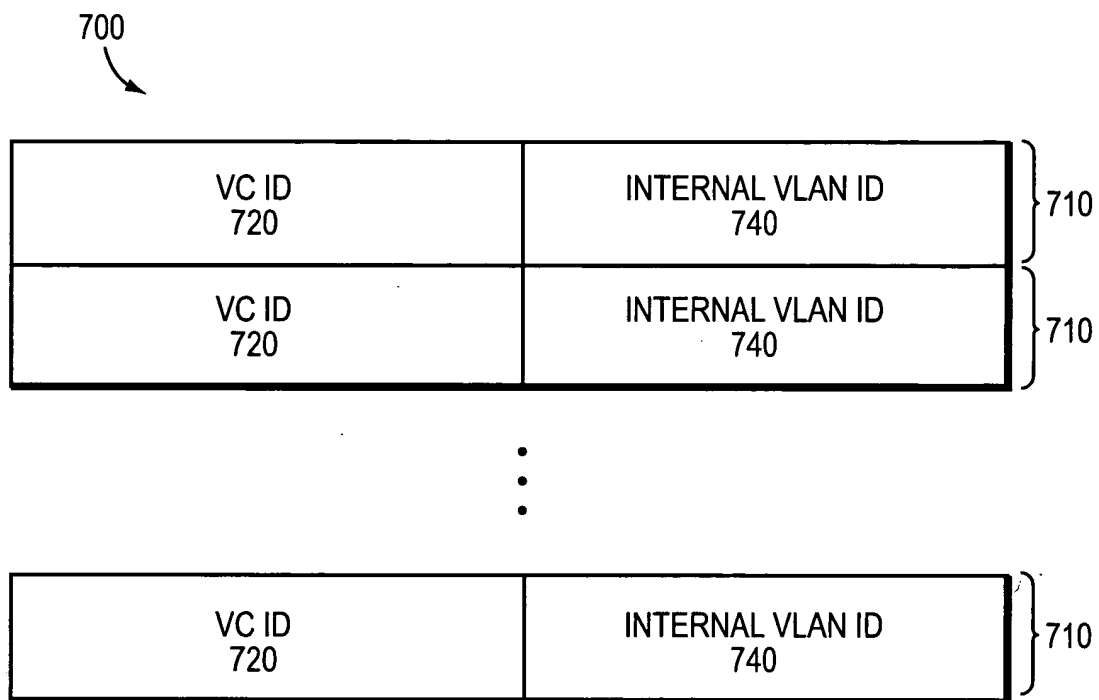 700
VC ID INTERNAL VLAN ID
720 740
710
VC ID INTERNAL VLAN ID
720 740
710
VC ID INTERNAL VLAN ID
720 740
710